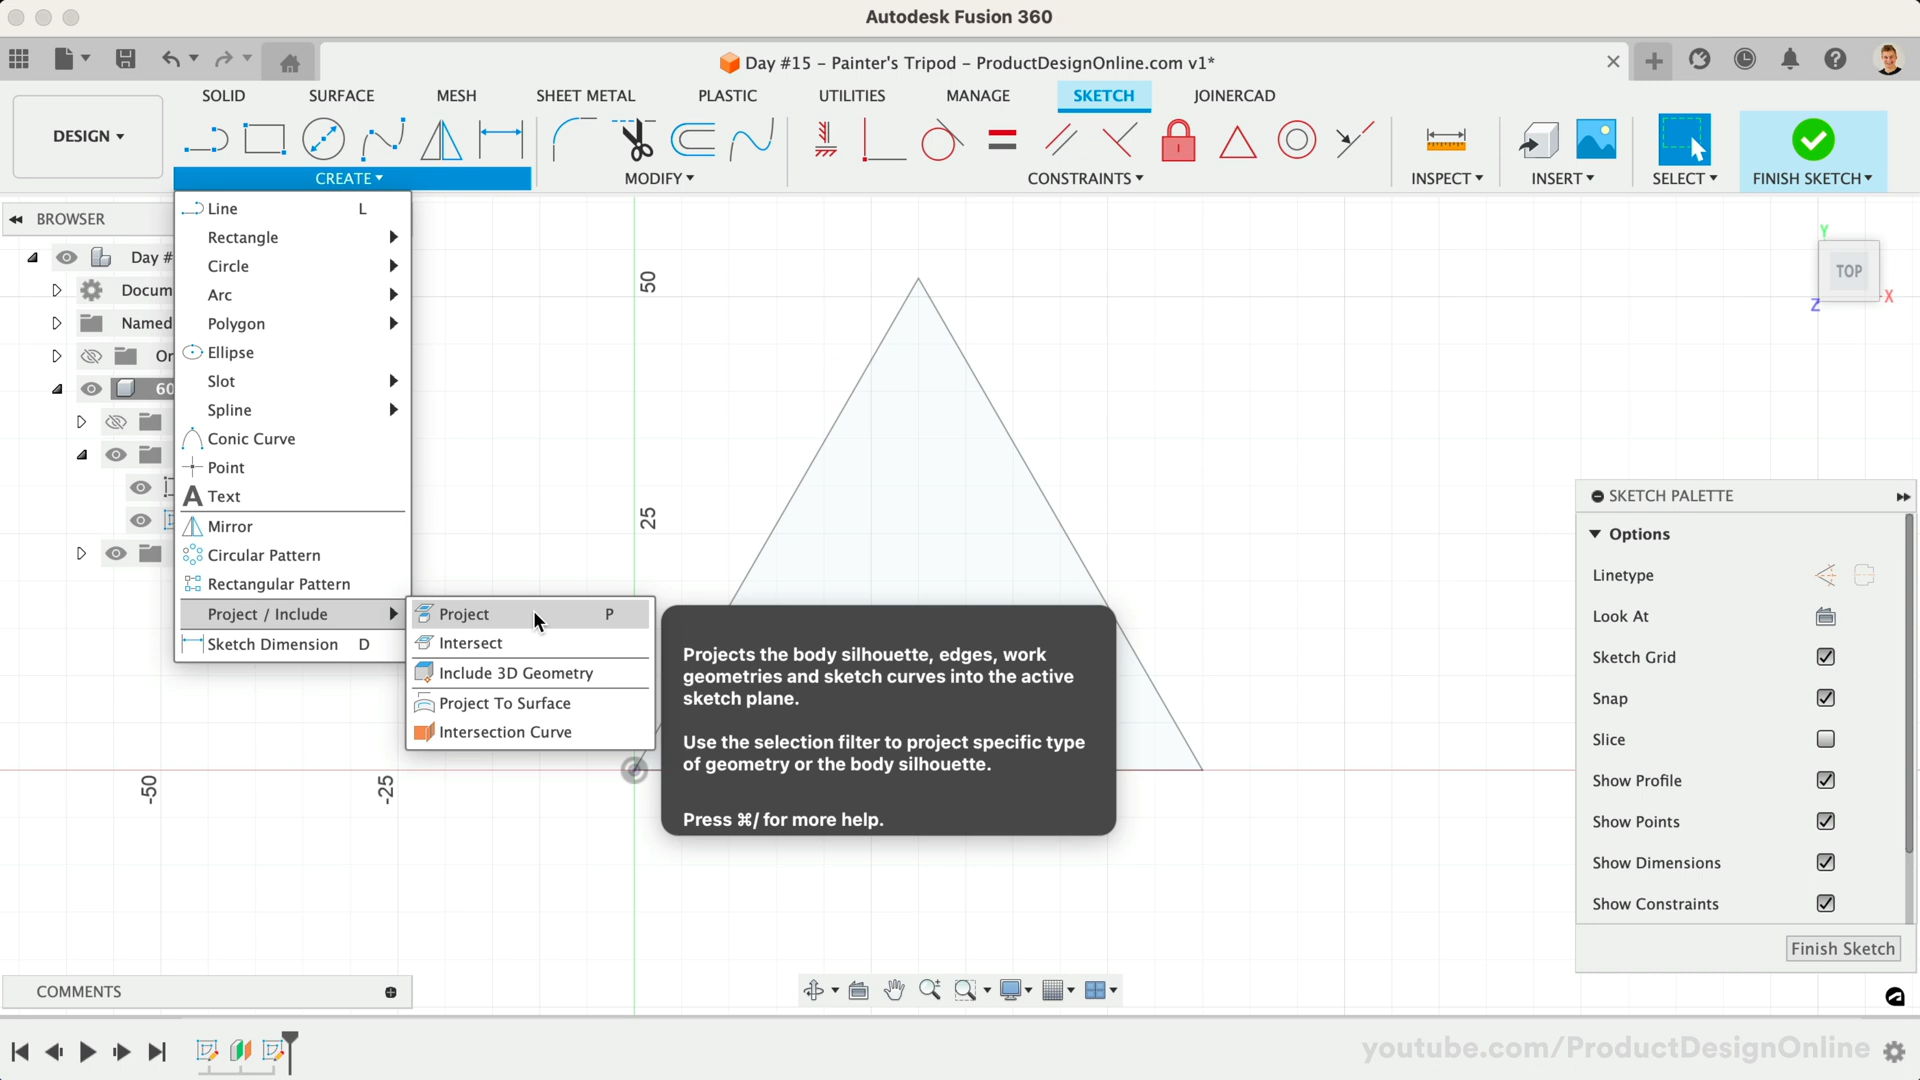 Autodesk Fusion 360
Day #15 – Painter's Tripod – ProductDesignOnline.com v1*
SOLID
SURFACE
MESH
SHEET METAL
PLASTIC
UTILITIES
MANAGE
SKETCH
JOINERCAD
DESIGN
CREATE
MODIFY
CONSTRAINTS
INSPECT
INSERT
SELECT
FINISH SKETCH
BROWSER
Day #
Docum
Named
Or
60
Line L
Rectangle
Circle
Arc
Polygon
Ellipse
Slot
Spline
Conic Curve
Point
Text
Mirror
Circular Pattern
Rectangular Pattern
Project / Include
Sketch Dimension D
Project P
Intersect
Include 3D Geometry
Project To Surface
Intersection Curve
Projects the body silhouette, edges, work
geometries and sketch curves into the active
sketch plane.
Use the selection filter to project specific type
of geometry or the body silhouette.
Press ⌘/ for more help.
50
25
-50
-25
Y
TOP
X
Z
SKETCH PALETTE
Options
Linetype
Look At
Sketch Grid
Snap
Slice
Show Profile
Show Points
Show Dimensions
Show Constraints
Finish Sketch
COMMENTS
youtube.com/ProductDesignOnline